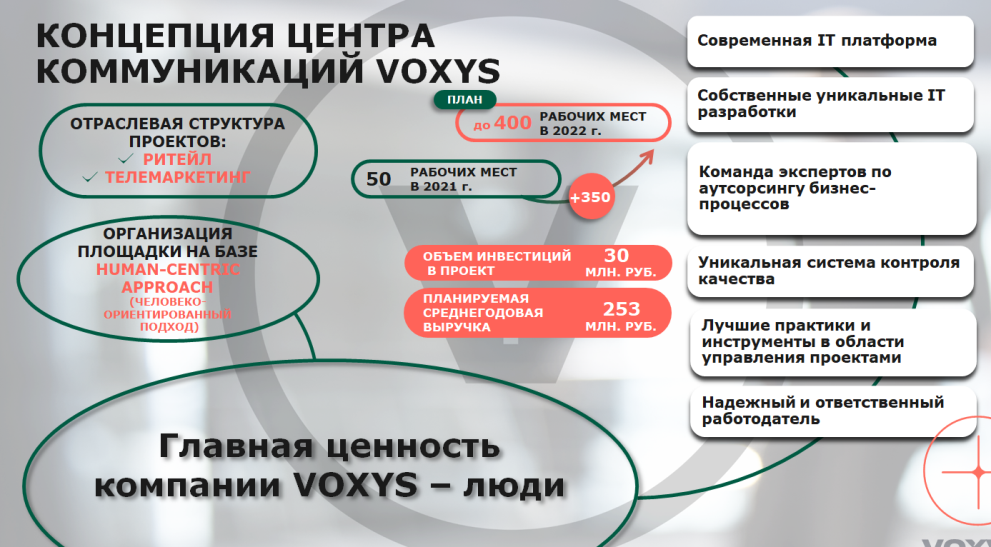 КОНЦЕПЦИЯ ЦЕНТРА
КОММУНИКАЦИЙ VOXYS
ОТРАСЛЕВАЯ СТРУКТУРА
ПРОЕКТОВ:
РИТЕЙЛ
ТЕЛЕМАРКЕТИНГ
ОРГАНИЗАЦИЯ
ПЛОЩАДКИ НА БАЗЕ
HUMAN-CENTRIC
APPROACH
(ЧЕЛОВЕКО-
ОРИЕНТИРОВАННЫЙ
ПОДХОД)
ПЛАН
до 400 РАБОЧИХ МЕСТ
В 2022 г.
50 РАБОЧИХ МЕСТ
В 2021 г.
+350
ОБЪЕМ ИНВЕСТИЦИЙ
В ПРОЕКТ
30
МЛН. РУБ.
ПЛАНИРУЕМАЯ
СРЕДНЕГОДОВАЯ
ВЫРУЧКА
253
МЛН. РУБ.
Главная ценность
компании VOXYS – люди
Современная IT платформа
Собственные уникальные IT
разработки
Команда экспертов по
аутсорсингу бизнес-
процессов
Уникальная система контроля
качества
Лучшие практики и
инструменты в области
управления проектами
Надежный и ответственный
работодатель